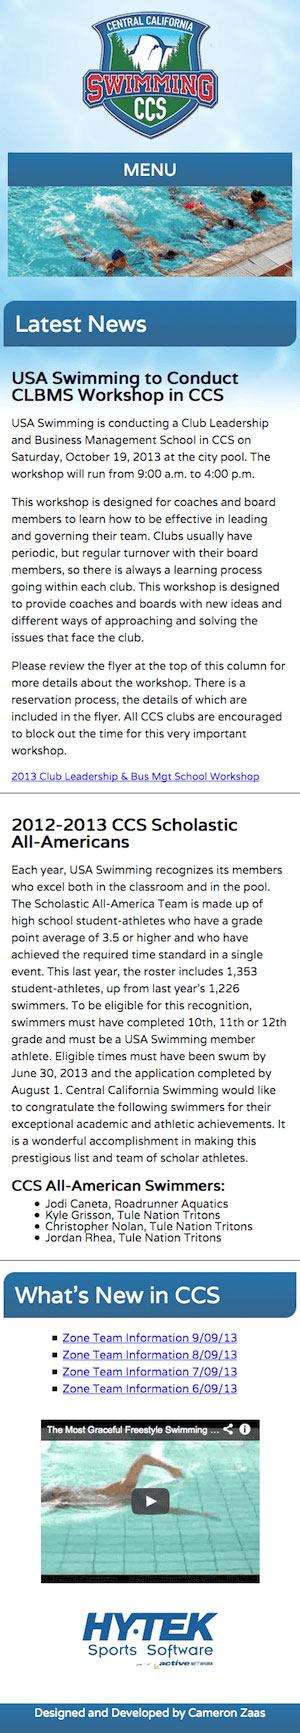 CENTRAL CALIFORNIA
SWIMMING
CCS
MENU
Latest News
USA Swimming to Conduct
CLBMS Workshop in CCS
USA Swimming is conducting a Club Leadership
and Business Management School in CCS on
Saturday, October 19, 2013 at the city pool. The
workshop will run from 9:00 a.m. to 4:00 p.m.
This workshop is designed for coaches and board
members to learn how to be effective in leading
and governing their team. Clubs usually have
periodic, but regular turnover with their board
members, so there is always a learning process
going within each club. This workshop is designed
to provide coaches and boards with new ideas and
different ways of approaching and solving the
issues that face the club.
Please review the flyer at the top of this column for
more details about the workshop. There is a
reservation process, the details of which are
included in the flyer. All CCS clubs are encouraged
to block out the time for this very important
workshop.
2013 Club Leadership & Bus Mgt School Workshop
2012-2013 CCS Scholastic
All-Americans
Each year, USA Swimming recognizes its members
who excel both in the classroom and in the pool.
The Scholastic All-America Team is made up of
high school student-athletes who have a grade
point average of 3.5 or higher and who have
achieved the required time standard in a single
event. This last year, the roster includes 1,353
student-athletes, up from last year's 1,226
swimmers. To be eligible for this recognition,
swimmers must have completed 10th, 11th or 12th
grade and must be a USA Swimming member
athlete. Eligible times must have been swum by
June 30, 2013 and the application completed by
August 1. Central California Swimming would like
to congratulate the following swimmers for their
exceptional academic and athletic achievements. It
is a wonderful accomplishment in making this
prestigious list and team of scholar athletes.
CCS All-American Swimmers:
• Jodi Caneta, Roadrunner Aquatics
• Kyle Grisson, Tule Nation Tritons
• Christopher Nolan, Tule Nation Tritons
• Jordan Rhea, Tule Nation Tritons
What's New in CCS
▪ Zone Team Information 9/09/13
▪ Zone Team Information 8/09/13
▪ Zone Team Information 7/09/13
▪ Zone Team Information 6/09/13
The Most Graceful Freestyle Swimming ...
HY-TEK
Sports Software
part of active NETWORK
Designed and Developed by Cameron Zaas